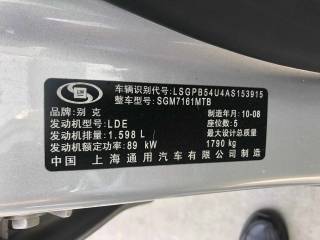 GM
车辆识别代号:LSGPB54U4AS153915
整车型号:SGM7161MTB
品牌:别克 制造年月:10-08
发动机型号:LDE 座位数:5
发动机排量:1.598 L 最大设计总质量
发动机额定功率:89 kW 1790 kg
中国 上海通用汽车有限公司制造